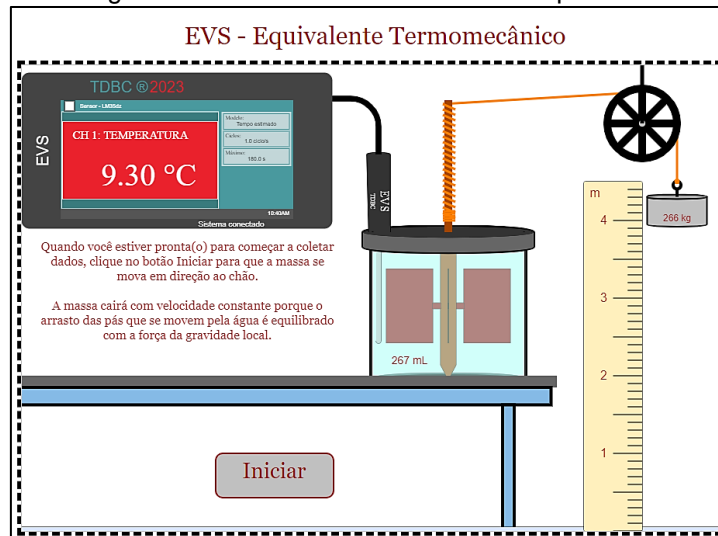 EVS - Equivalente Termomecânico
TDBC ®2023
Sensor - LM35dz
EVS
CH 1: TEMPERATURA
9.30 °C
Modelo:
Tempo estimado
Ciclos:
1.0 ciclo/s
Máximo:
160.0 s
10:40AM
Sistema conectado
EVS
TDBC
Quando você estiver pronta(o) para começar a coletar
dados, clique no botão Iniciar para que a massa se
mova em direção ao chão.
A massa cairá com velocidade constante porque o
arrasto das pás que se movem pela água é equilibrado
com a força da gravidade local.
267 mL
266 kg
m
4
3
2
1
Iniciar